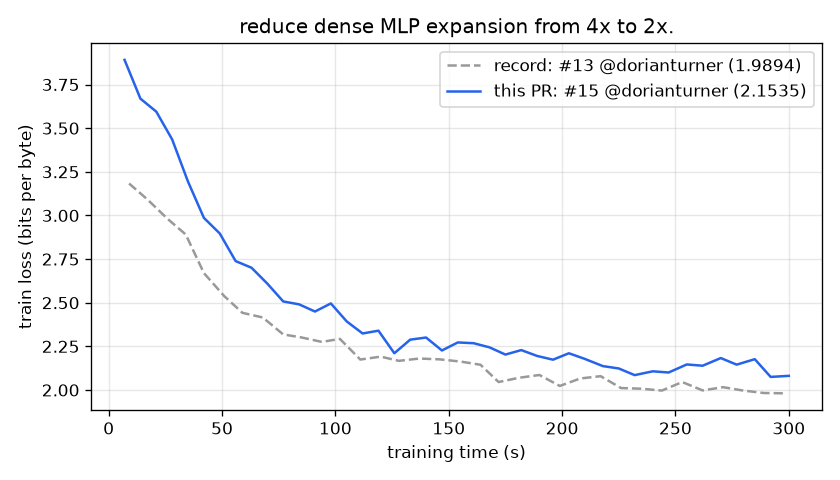 reduce dense MLP expansion from 4x to 2x.
record: #13 @dorianturner (1.9894)
this PR: #15 @dorianturner (2.1535)
train loss (bits per byte)
3.75
3.50
3.25
3.00
2.75
2.50
2.25
2.00
0 50 100 150 200 250 300
training time (s)